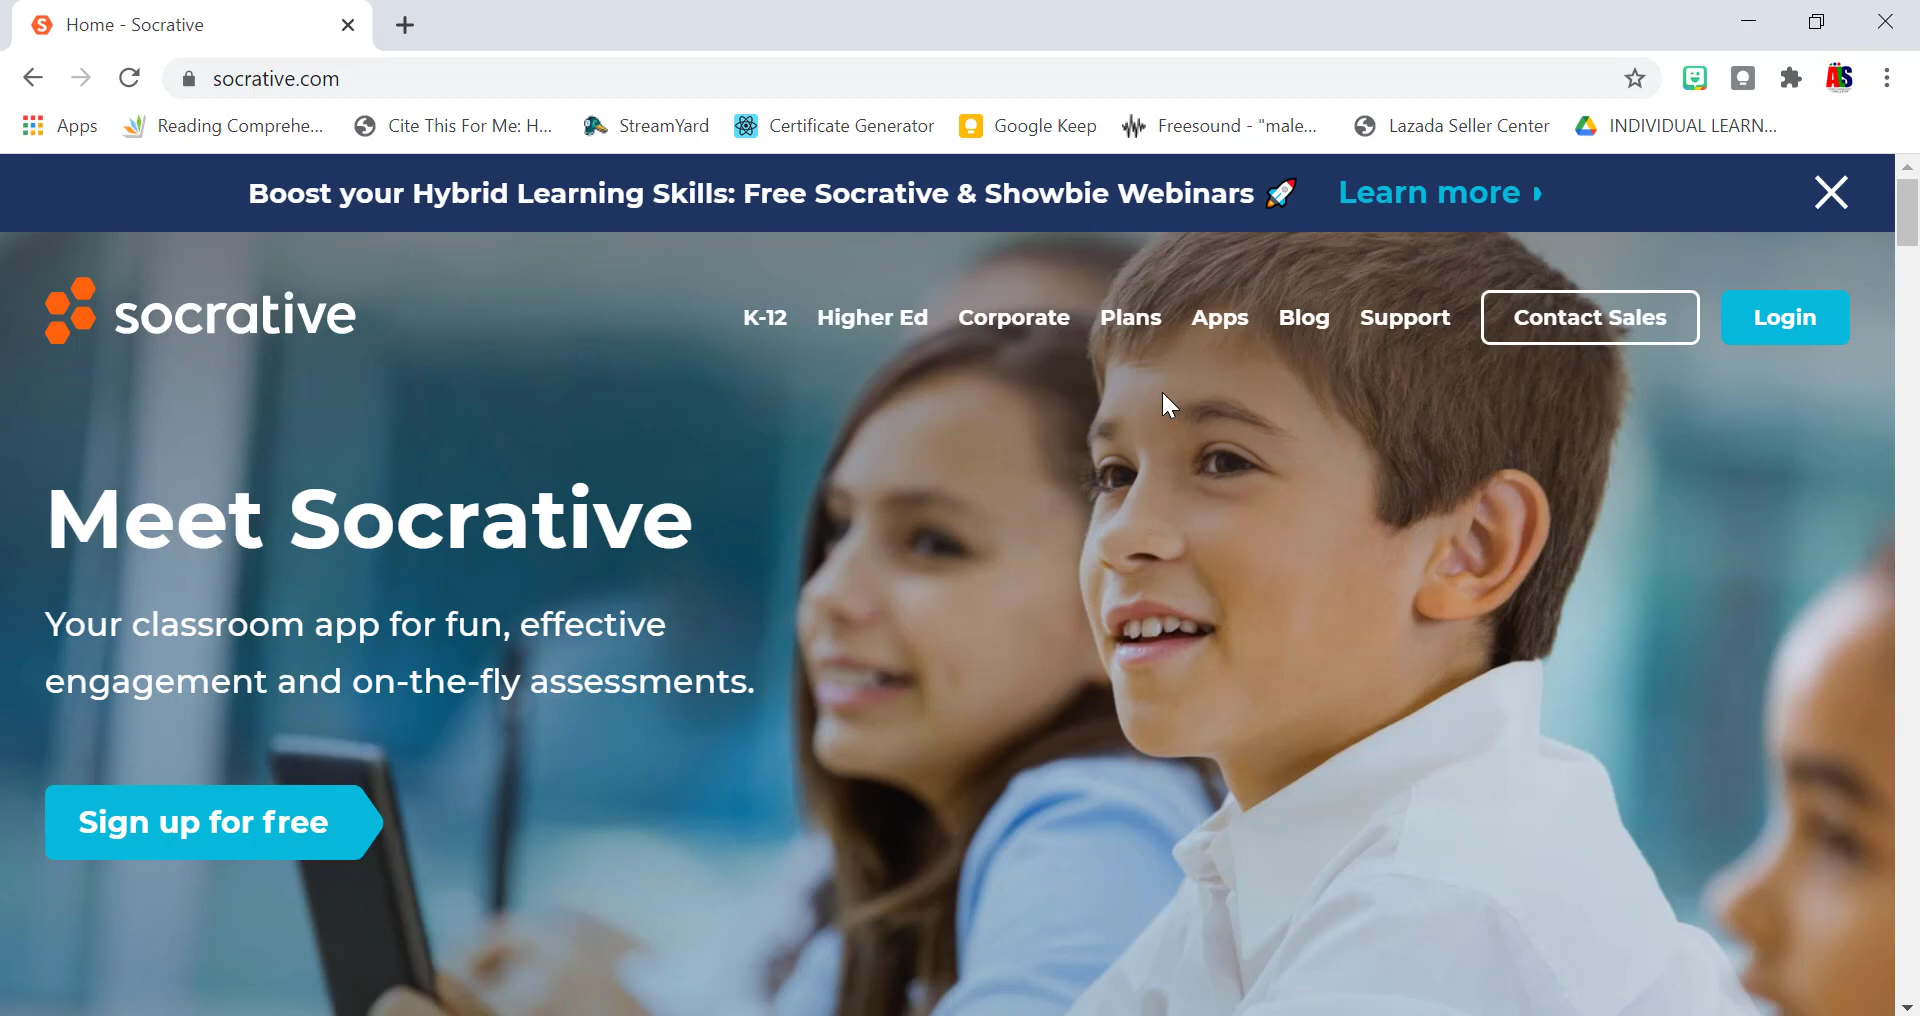 Home - Socrative
socrative.com
Apps
Reading Comprehe...
Cite This For Me: H...
StreamYard
Certificate Generator
Google Keep
Freesound - "male...
Lazada Seller Center
INDIVIDUAL LEARN...
Boost your Hybrid Learning Skills: Free Socrative & Showbie Webinars 🚀 Learn more
socrative
K-12 Higher Ed Corporate Plans Apps Blog Support Contact Sales Login
Meet Socrative
Your classroom app for fun, effective
engagement and on-the-fly assessments.
Sign up for free